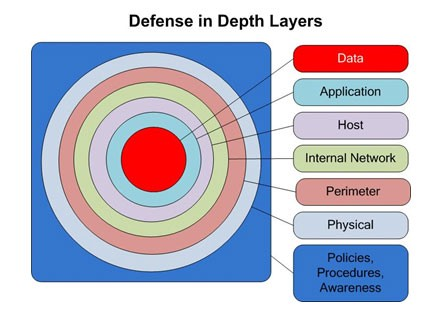 Defense in Depth Layers
Data
Application
Host
Internal Network
Perimeter
Physical
Policies,
Procedures,
Awareness